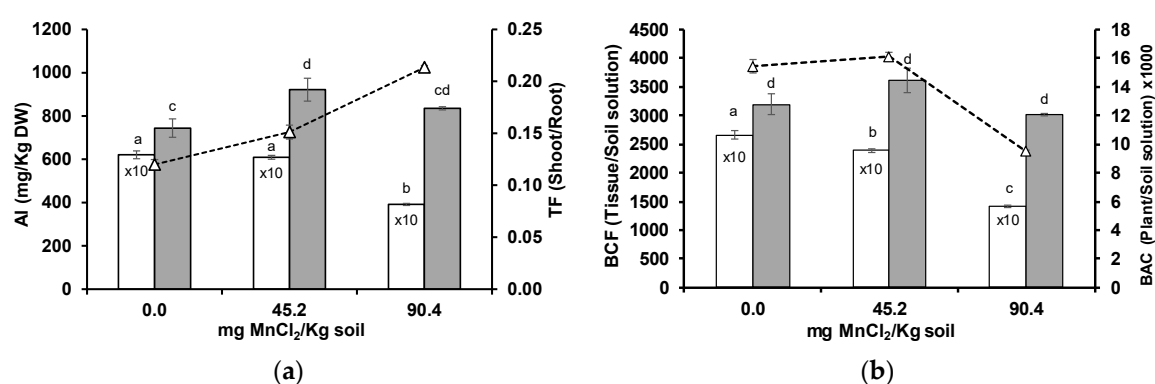 Al (mg/Kg DW)
1200
1000
800
600
400
200
0
a
x10
c
a
x10
d
b
x10
cd
0.25
0.20
0.15
0.10
0.05
0.00
TF (Shoot/Root)
0.0 45.2 90.4
mg MnCl₂/Kg soil
(a)
BCF (Tissue/Soil solution)
4500
4000
3500
3000
2500
2000
1500
1000
500
0
a
x10
d
b
x10
d
c
x10
d
18
16
14
12
10
8
6
4
2
0
BAC (Plant/Soil solution) x1000
0.0 45.2 90.4
mg MnCl₂/Kg soil
(b)